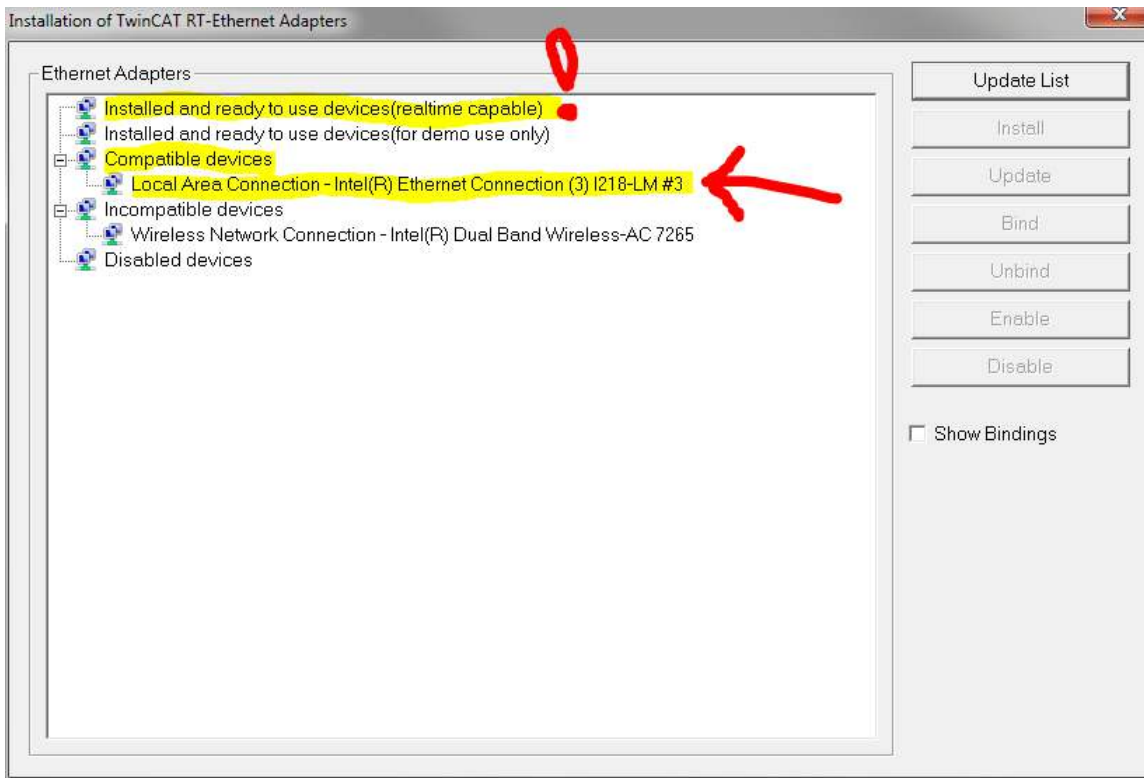 Installation of TwinCAT RT-Ethernet Adapters
Ethernet Adapters
Installed and ready to use devices(realtime capable)
Installed and ready to use devices(for demo use only)
Compatible devices
Local Area Connection - Intel(R) Ethernet Connection (3) I218-LM #3
Incompatible devices
Wireless Network Connection - Intel(R) Dual Band Wireless-AC 7265
Disabled devices
Update List
Install
Update
Bind
Unbind
Enable
Disable
Show Bindings